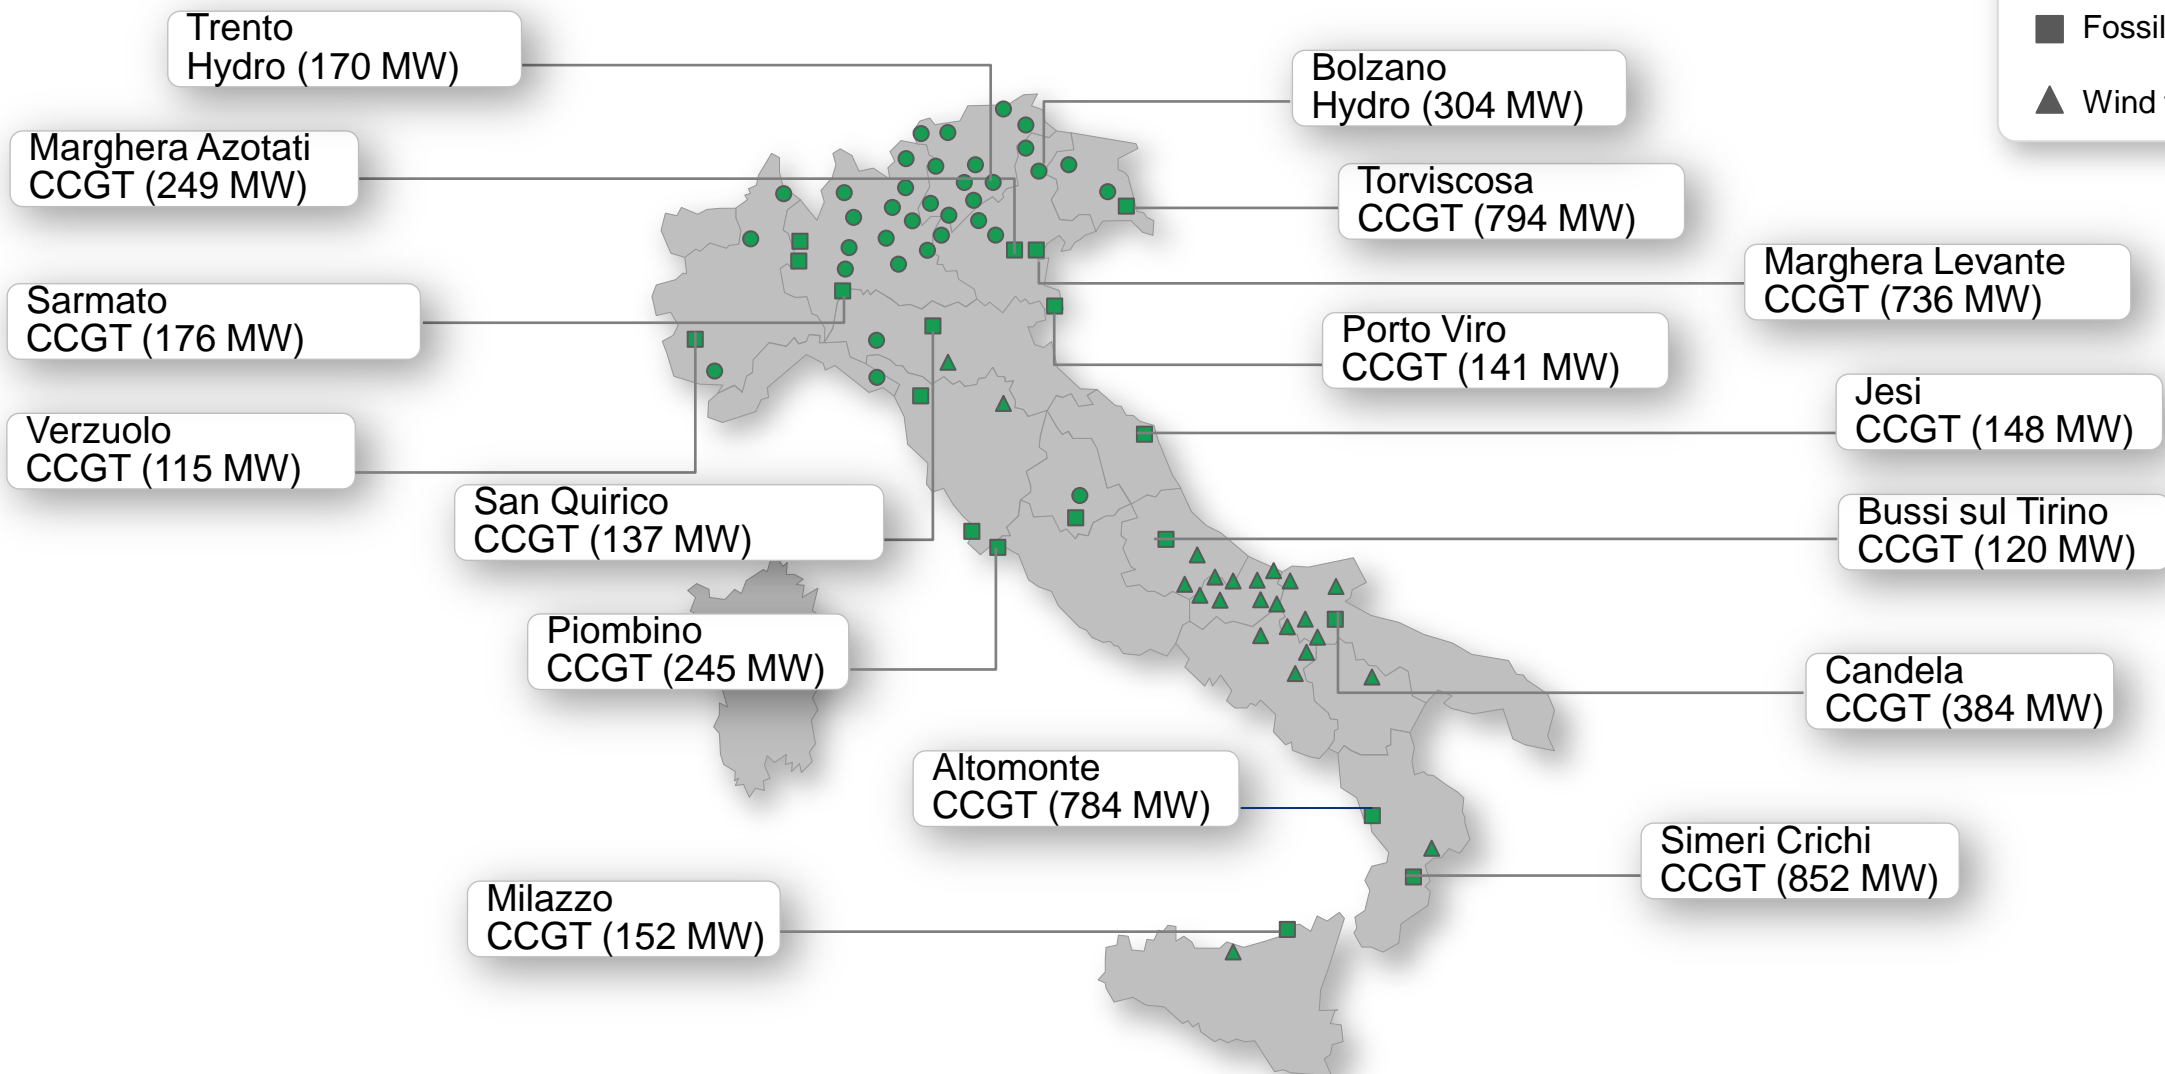 Trento
Hydro (170 MW)
Fossil
Wind
Bolzano
Hydro (304 MW)
Marghera Azotati
CCGT (249 MW)
Torviscosa
CCGT (794 MW)
Marghera Levante
CCGT (736 MW)
Sarmato
CCGT (176 MW)
Porto Viro
CCGT (141 MW)
Jesi
CCGT (148 MW)
Verzuolo
CCGT (115 MW)
San Quirico
CCGT (137 MW)
Bussi sul Tirino
CCGT (120 MW)
Piombino
CCGT (245 MW)
Candela
CCGT (384 MW)
Altomonte
CCGT (784 MW)
Simeri Crichi
CCGT (852 MW)
Milazzo
CCGT (152 MW)